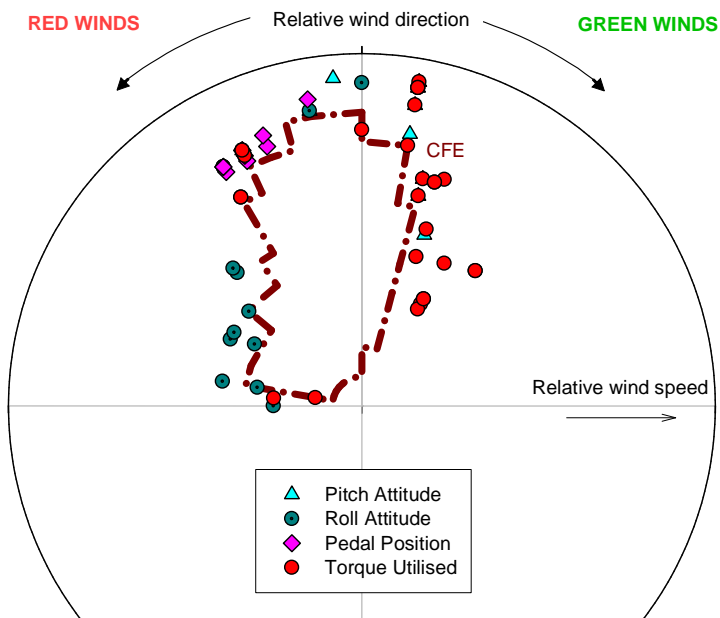 RED WINDS
Relative wind direction
GREEN WINDS
CFE
Relative wind speed
Pitch Attitude
Roll Attitude
Pedal Position
Torque Utilised